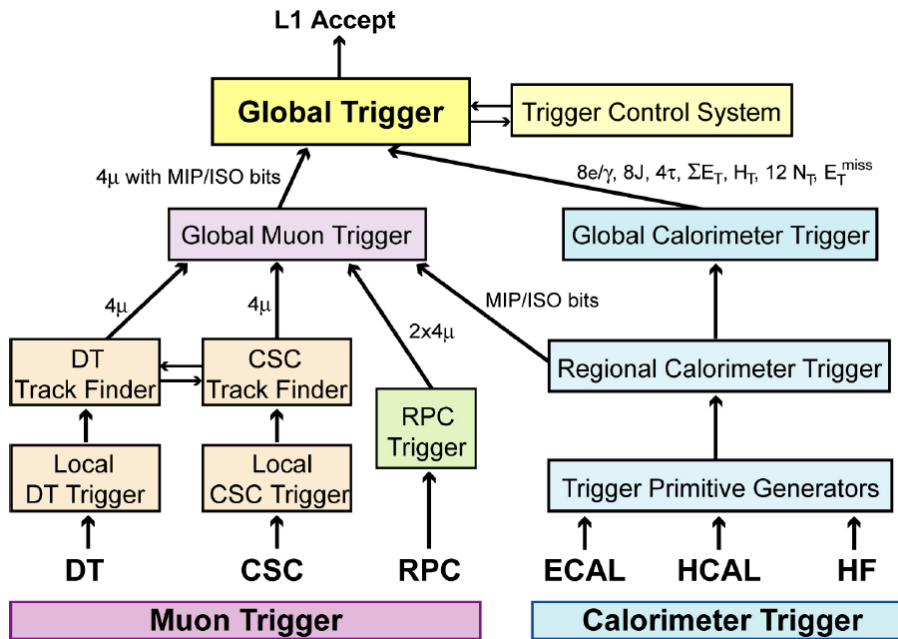 L1 Accept
Global Trigger
Trigger Control System
4μ with MIP/ISO bits
8e/γ, 8J, 4τ, ΣE_T, H_T, 12 N_T, E_T^miss
Global Muon Trigger
Global Calorimeter Trigger
4μ
4μ
2x4μ
MIP/ISO bits
DT
Track Finder
CSC
Track Finder
Regional Calorimeter Trigger
RPC
Trigger
Local
DT Trigger
Local
CSC Trigger
Trigger Primitive Generators
DT
CSC
RPC
ECAL
HCAL
HF
Muon Trigger
Calorimeter Trigger